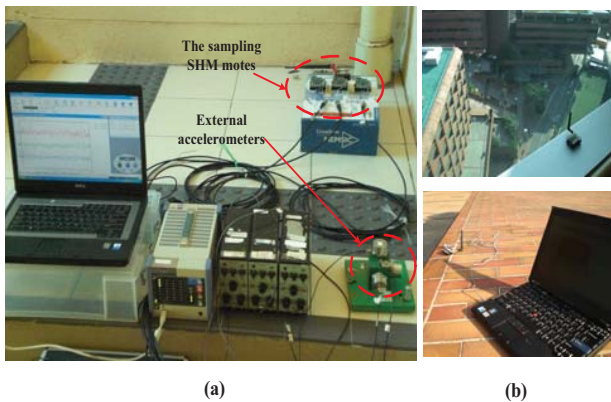 The sampling
SHM motes
External
accelerometers
(a)
(b)